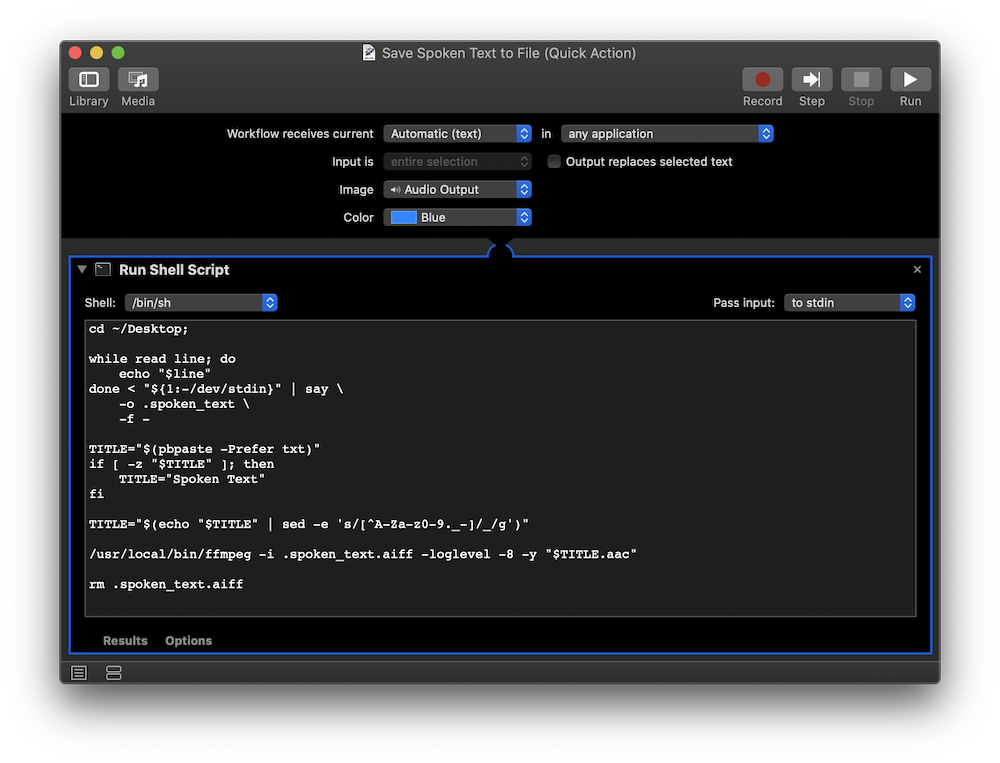 Save Spoken Text to File (Quick Action)
Library Media Record Step Stop Run
Workflow receives current Automatic (text) in any application
Input is entire selection Output replaces selected text
Image Audio Output
Color Blue
Run Shell Script
Shell: /bin/sh Pass input: to stdin
cd ~/Desktop;
while read line; do
    echo "$line"
done < "${1:-/dev/stdin}" | say \
    -o .spoken_text \
    -f -
TITLE="$(pbpaste -Prefer txt)"
if [ -z "$TITLE" ]; then
    TITLE="Spoken Text"
fi
TITLE="$(echo "$TITLE" | sed -e 's/[^A-Za-z0-9._-]/_/g')"
/usr/local/bin/ffmpeg -i .spoken_text.aiff -loglevel -8 -y "$TITLE.aac"
rm .spoken_text.aiff
Results Options